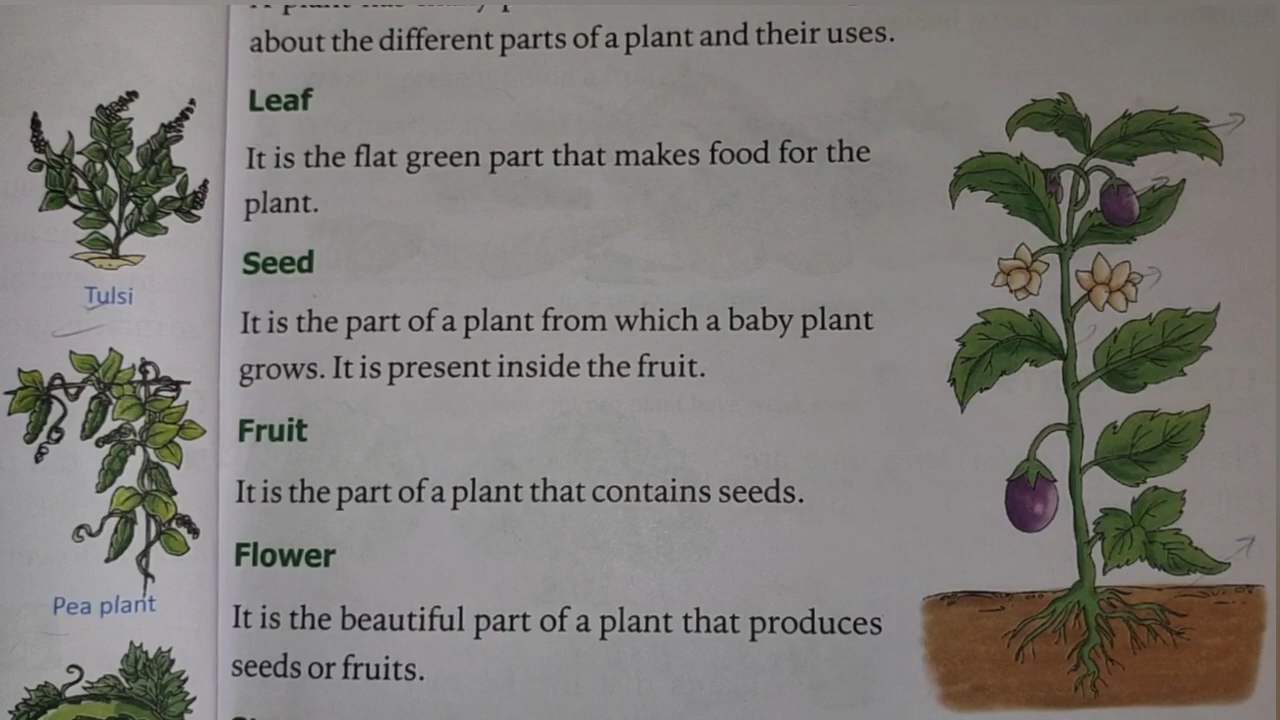 about the different parts of a plant and their uses.
Leaf
It is the flat green part that makes food for the
plant.
Seed
It is the part of a plant from which a baby plant
grows. It is present inside the fruit.
Fruit
It is the part of a plant that contains seeds.
Flower
It is the beautiful part of a plant that produces
seeds or fruits.
Tulsi
Pea plant